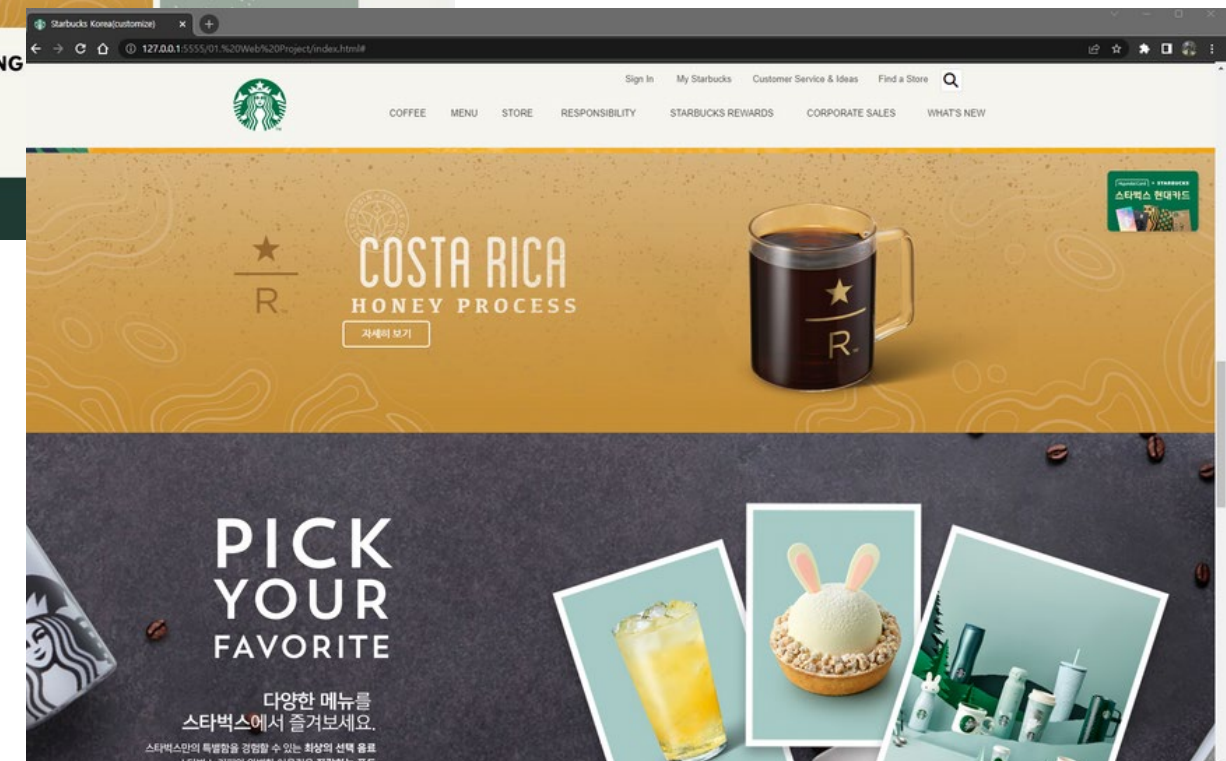 NG
Starbucks Korea(customize)
127.0.0.1:5555/01.%20Web%20Project/index.html#
Sign In My Starbucks Customer Service & Ideas Find a Store
COFFEE MENU STORE RESPONSIBILITY STARBUCKS REWARDS CORPORATE SALES WHAT'S NEW
HyundaiCard × STARBUCKS
스타벅스 현대카드
R
COSTA RICA
HONEY PROCESS
자세히 보기
R
PICK
YOUR
FAVORITE
다양한 메뉴를
스타벅스에서 즐겨보세요.
스타벅스만의 특별함을 경험할 수 있는 최상의 선택 음료